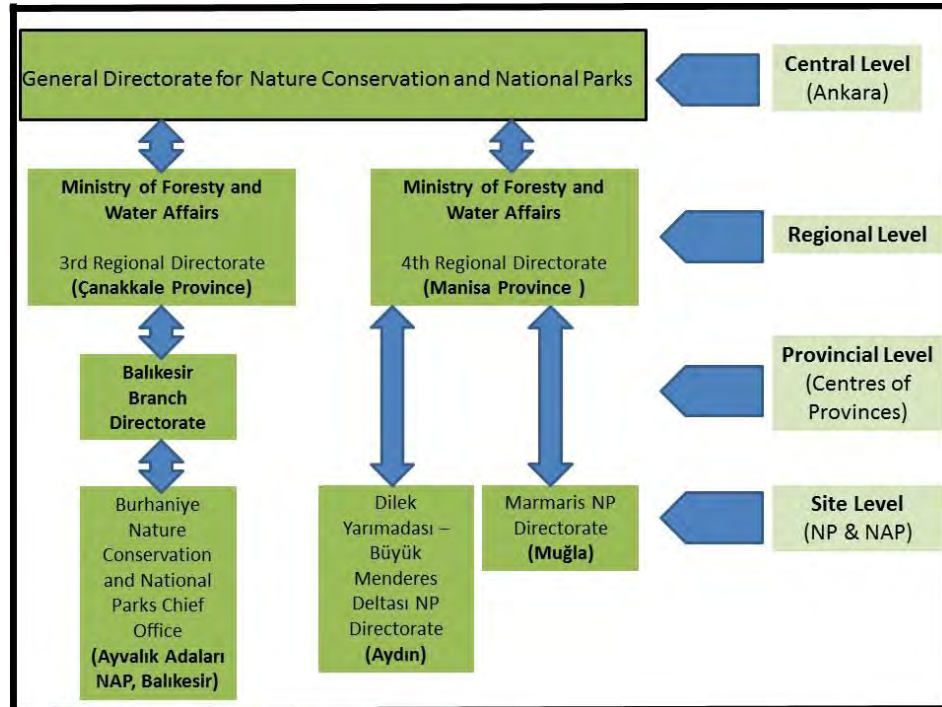 General Directorate for Nature Conservation and National Parks
Central Level
(Ankara)
Ministry of Foresty and
Water Affairs
3rd Regional Directorate
(Çanakkale Province)
Ministry of Foresty and
Water Affairs
4th Regional Directorate
(Manisa Province )
Regional Level
Balıkesir
Branch
Directorate
Provincial Level
(Centres of
Provinces)
Burhaniye
Nature
Conservation
and National
Parks Chief
Office
(Ayvalık Adaları
NAP, Balıkesir)
Dilek
Yarımadası –
Büyük
Menderes
Deltası NP
Directorate
(Aydın)
Marmaris NP
Directorate
(Muğla)
Site Level
(NP & NAP)